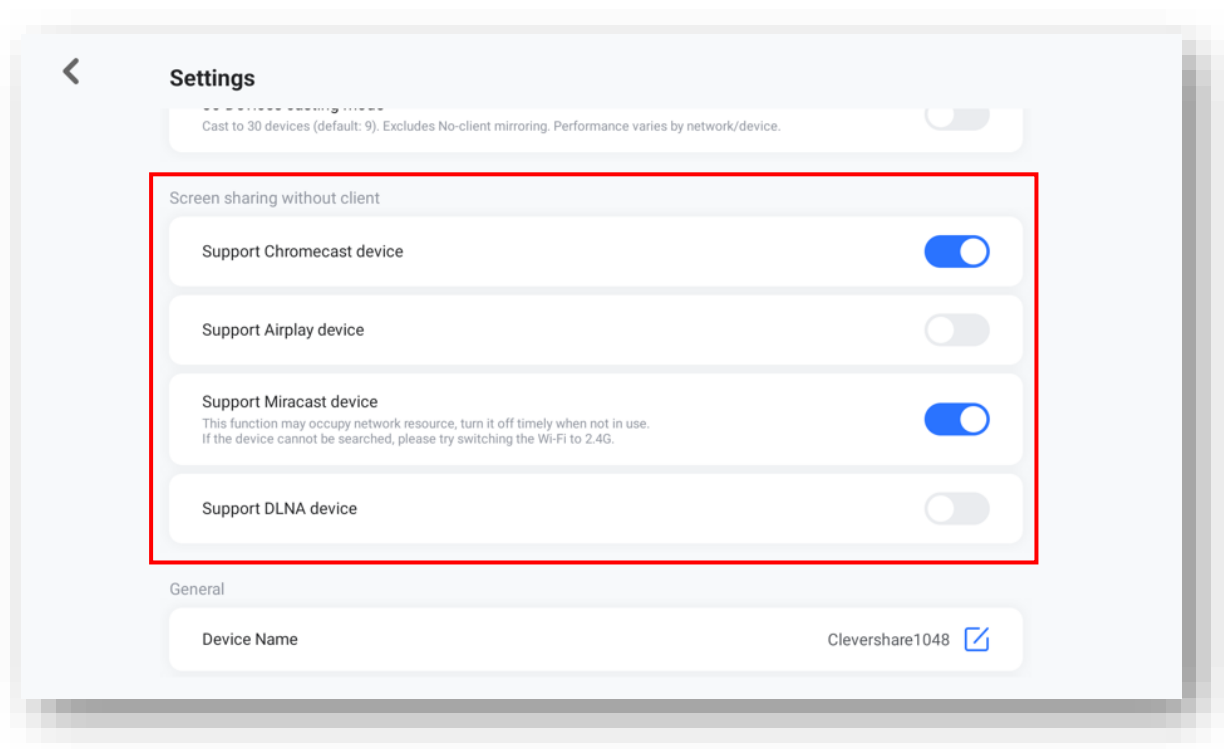 Settings
Cast to 30 devices (default: 9). Excludes No-client mirroring. Performance varies by network/device.
Screen sharing without client
Support Chromecast device
Support Airplay device
Support Miracast device
This function may occupy network resource, turn it off timely when not in use.
If the device cannot be searched, please try switching the Wi-Fi to 2.4G.
Support DLNA device
General
Device Name Clevershare1048